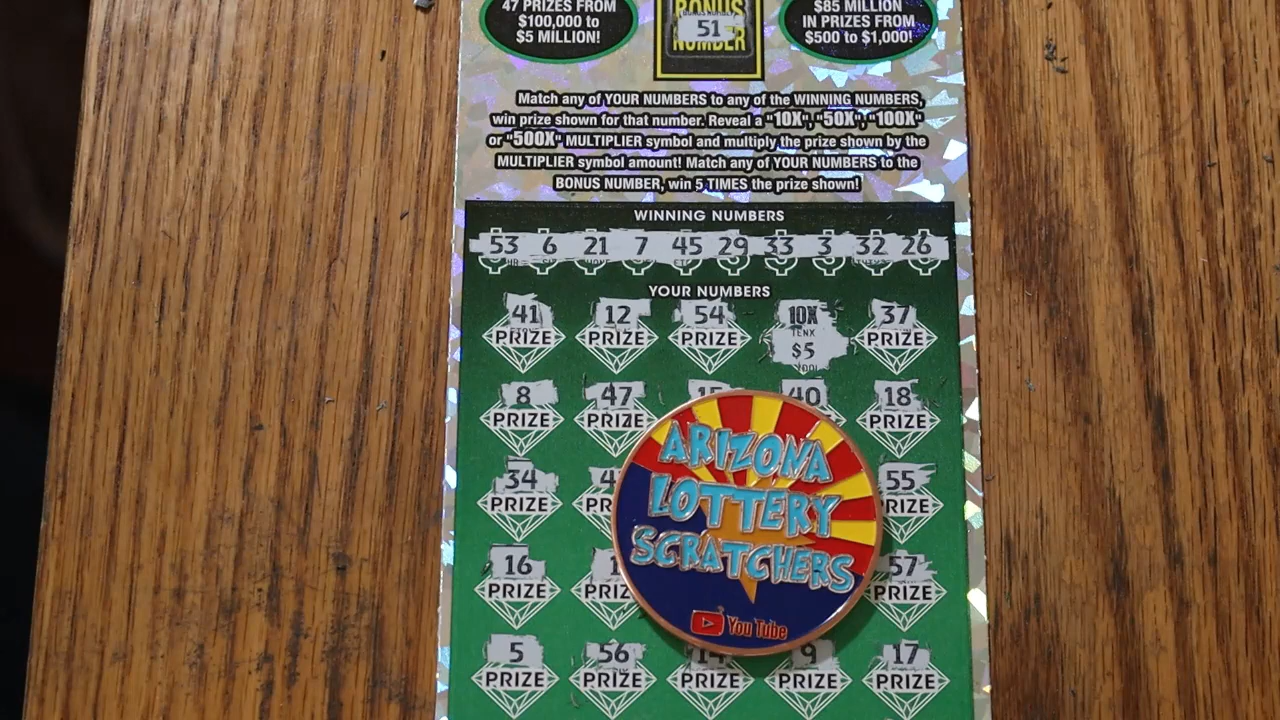 47 PRIZES FROM
$100,000 to
$5 MILLION!
BONUS
51
NUMBER
$85 MILLION
IN PRIZES FROM
$500 to $1,000!
Match any of YOUR NUMBERS to any of the WINNING NUMBERS,
win prize shown for that number. Reveal a "10X", "50X", "100X"
or "500X" MULTIPLIER symbol and multiply the prize shown by the
MULTIPLIER symbol amount! Match any of YOUR NUMBERS to the
BONUS NUMBER, win 5 TIMES the prize shown!
WINNING NUMBERS
53 6 21 7 45 29 33 3 32 26
YOUR NUMBERS
41 12 54 10X 37
PRIZE PRIZE PRIZE TENX PRIZE
$5
8 47 15 40 18
PRIZE PRIZE PRIZE
34 55
PRIZE
16 57
PRIZE PRIZE
5 56 14 9 17
PRIZE PRIZE PRIZE PRIZE PRIZE
ARIZONA
LOTTERY
SCRATCHERS
YouTube